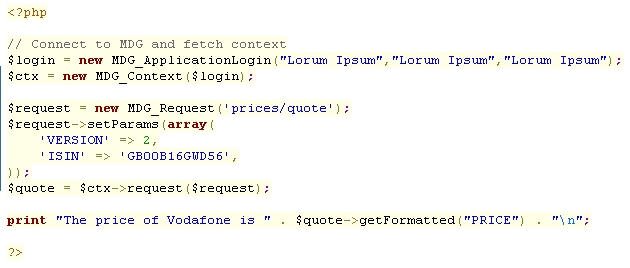 <?php
// Connect to MDG and fetch context
$login = new MDG_ApplicationLogin("Lorum Ipsum","Lorum Ipsum","Lorum Ipsum");
$ctx = new MDG_Context($login);
$request = new MDG_Request('prices/quote');
$request->setParams(array(
    'VERSION' => 2,
    'ISIN' => 'GB00B16GWD56',
));
$quote = $ctx->request($request);
print "The price of Vodafone is " . $quote->getFormatted("PRICE") . "\n";
?>